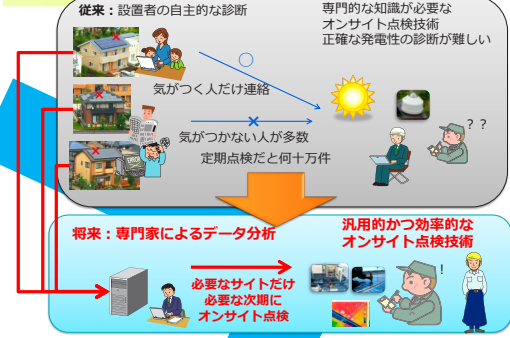 従来：設置者の自主的な診断
専門的な知識が必要な
オンサイト点検技術
正確な発電性の診断が難しい
気がつく人だけ連絡
気がつかない人が多数
定期点検だと何十万件
？？
将来：専門家によるデータ分析
汎用的かつ効率的な
オンサイト点検技術
必要なサイトだけ
必要な次期に
オンサイト点検
！